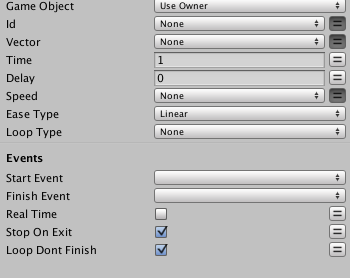 Game Object Use Owner
Id None
Vector None
Time 1
Delay 0
Speed None
Ease Type Linear
Loop Type None
Events
Start Event
Finish Event
Real Time
Stop On Exit
Loop Dont Finish